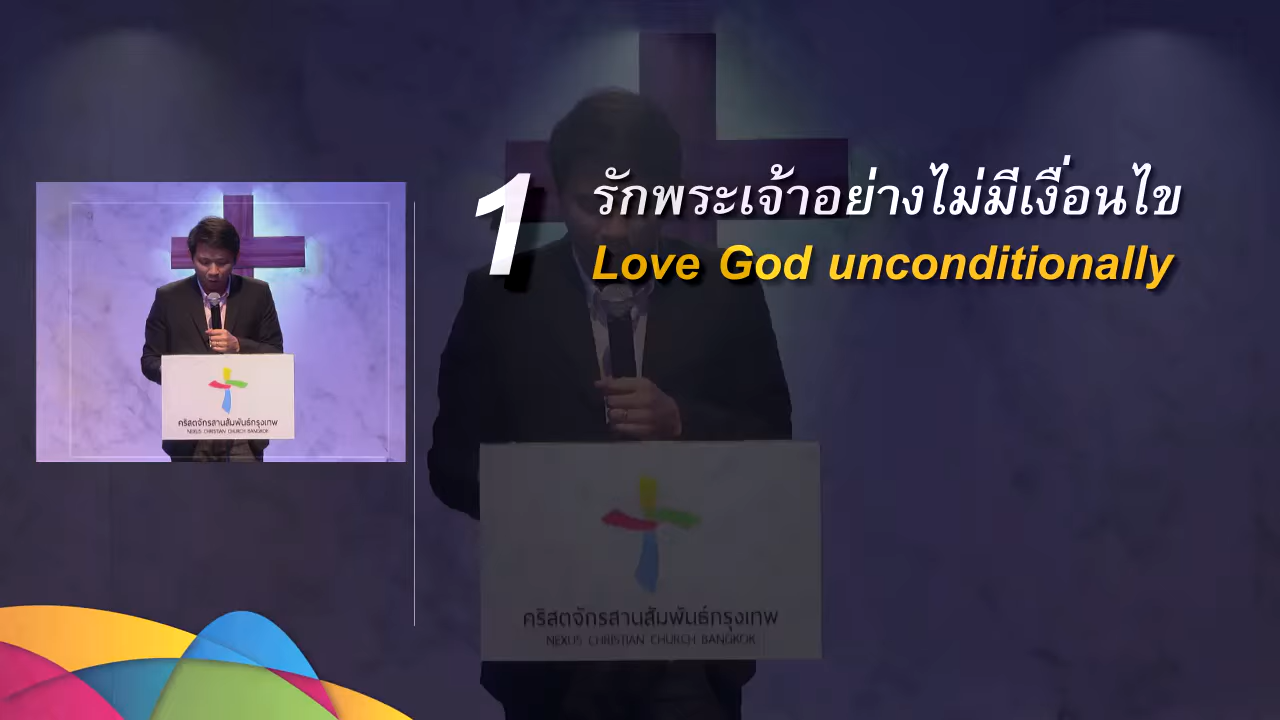 1
รักพระเจ้าอย่างไม่มีเงื่อนไข
Love God unconditionally
คริสตจักรสานสัมพันธ์กรุงเทพ
NEXUS CHRISTIAN CHURCH BANGKOK
คริสตจักรสานสัมพันธ์กรุงเทพ
NEXUS CHRISTIAN CHURCH BANGKOK